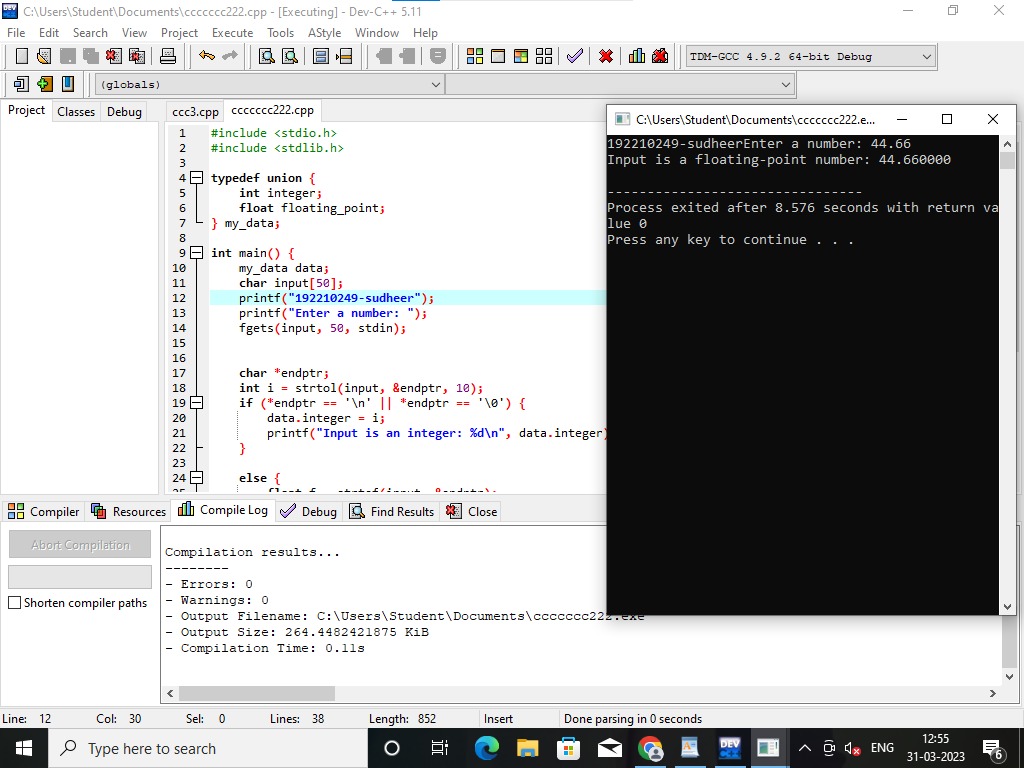 C:\Users\Student\Documents\ccccccc222.cpp - [Executing] - Dev-C++ 5.11
File Edit Search View Project Execute Tools AStyle Window Help
TDM-GCC 4.9.2 64-bit Debug
(globals)
Project Classes Debug
ccc3.cpp ccccccc222.cpp
1 #include <stdio.h>
2 #include <stdlib.h>
3
4 typedef union {
5 int integer;
6 float floating_point;
7 } my_data;
8
9 int main() {
10 my_data data;
11 char input[50];
12 printf("192210249-sudheer");
13 printf("Enter a number: ");
14 fgets(input, 50, stdin);
15
16
17 char *endptr;
18 int i = strtol(input, &endptr, 10);
19 if (*endptr == '\n' || *endptr == '\0') {
20 data.integer = i;
21 printf("Input is an integer: %d\n", data.integer)
22 }
23
24 else {
C:\Users\Student\Documents\ccccccc222.e...
192210249-sudheerEnter a number: 44.66
Input is a floating-point number: 44.660000
--------------------------------
Process exited after 8.576 seconds with return va
lue 0
Press any key to continue . . .
Compiler Resources Compile Log Debug Find Results Close
Abort Compilation
Shorten compiler paths
Compilation results...
--------
- Errors: 0
- Warnings: 0
- Output Filename: C:\Users\Student\Documents\ccccccc222.exe
- Output Size: 264.4482421875 KiB
- Compilation Time: 0.11s
Line: 12 Col: 30 Sel: 0 Lines: 38 Length: 852 Insert Done parsing in 0 seconds
Type here to search
DEV
ENG
12:55
31-03-2023
6